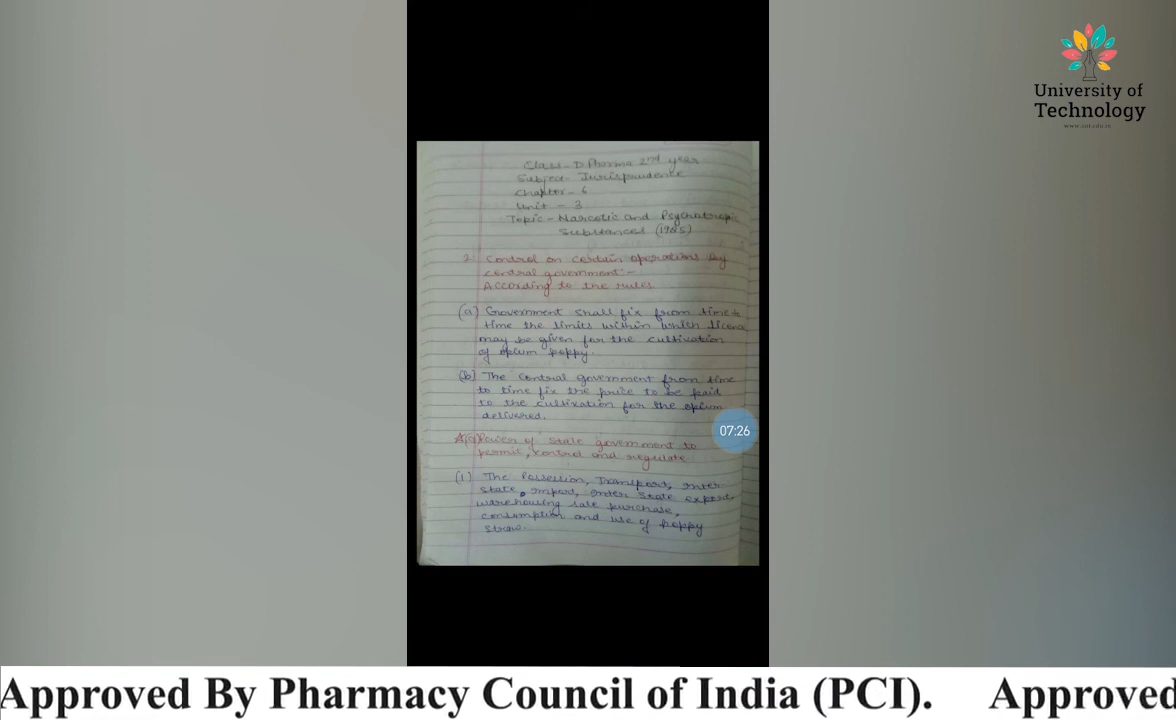 University of
Technology
www.uot.edu.in
Class - D Pharma 2nd year
Subject - Jurisprudence
Chapter - 6
Unit - 3
Topic - Narcotic and Psychotropic
Substances (1985)
2. Control on certain operations by
central government:-
According to the rules
(a) Government shall fix from time to
time the limits within which licence
may be given for the cultivation
of opium poppy.
(b) The central government from time
to time fix the price to be paid
to the cultivation for the opium
delivered.
07:26
Power of state government to
permit, control and regulate
(1) The Possession, Transport, inter
state import, inter state export,
warehousing sale purchase,
consumption and use of poppy
straw.
Approved By Pharmacy Council of India (PCI). Approved